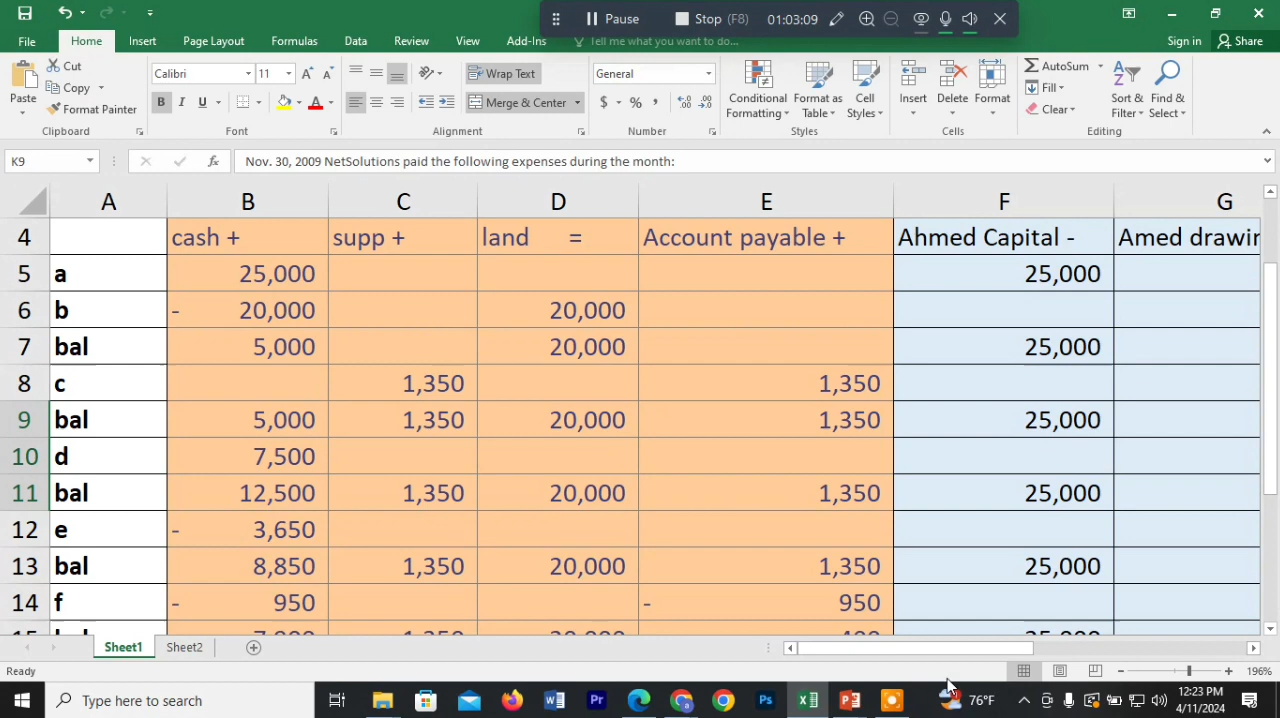 Pause Stop (F8) 01:03:09
File Home Insert Page Layout Formulas Data Review View Add-Ins Tell me what you want to do... Sign in Share
Cut
Copy
Format Painter
Paste
Clipboard
Calibri 11
B I U
Font
Wrap Text
Merge & Center
Alignment
General
$ % ,
Number
Conditional Formatting
Format as Table
Cell Styles
Styles
Insert Delete Format
Cells
AutoSum
Fill
Clear
Sort & Filter
Find & Select
Editing
K9 fx Nov. 30, 2009 NetSolutions paid the following expenses during the month:
A B C D E F G
4 cash + supp + land = Account payable + Ahmed Capital - Amed drawin
5 a 25,000 25,000
6 b - 20,000 20,000
7 bal 5,000 20,000 25,000
8 c 1,350 1,350
9 bal 5,000 1,350 20,000 1,350 25,000
10 d 7,500
11 bal 12,500 1,350 20,000 1,350 25,000
12 e - 3,650
13 bal 8,850 1,350 20,000 1,350 25,000
14 f - 950 - 950
Sheet1 Sheet2
Ready 196%
Type here to search
76°F
12:23 PM
4/11/2024